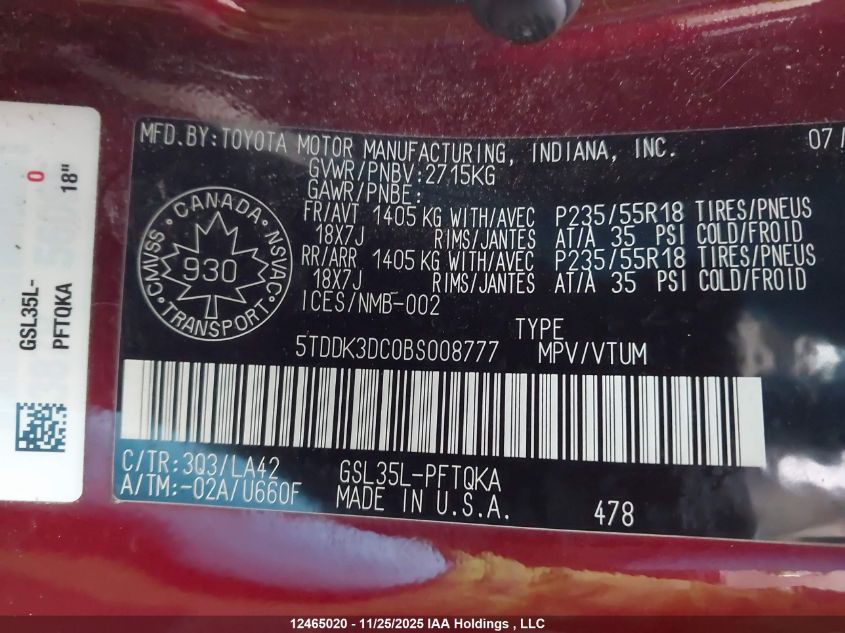 MFD.BY:TOYOTA MOTOR MANUFACTURING, INDIANA, INC. 07/
GVWR/PNBV:2715KG
GAWR/PNBE:
FR/AVT 1405 KG WITH/AVEC P235/55R18 TIRES/PNEUS
18X7J RIMS/JANTES AT/A 35 PSI COLD/FROID
RR/ARR 1405 KG WITH/AVEC P235/55R18 TIRES/PNEUS
18X7J RIMS/JANTES AT/A 35 PSI COLD/FROID
ICES/NMB-002
CANADA
CMVSS NSVAC
930
TRANSPORT
TYPE
5TDDK3DC0BS008777 MPV/VTUM
C/TR:3Q3/LA42 GSL35L-PFTQKA
A/TM:-02A/U660F MADE IN U.S.A. 478
GSL35L-
PFTQKA
0
18"
12465020 - 11/25/2025 IAA Holdings , LLC